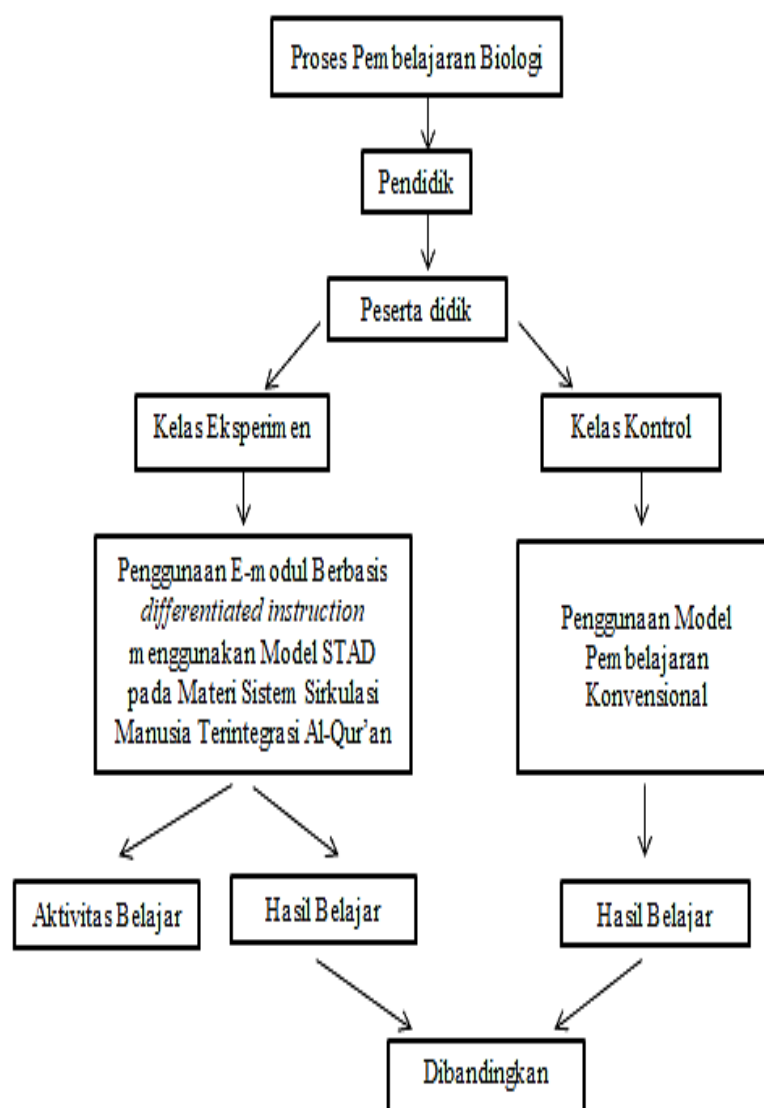 Proses Pembelajaran Biologi
Pendidik
Peserta didik
Kelas Eksperimen
Kelas Kontrol
Penggunaan E-modul Berbasis
differentiated instruction
menggunakan Model STAD
pada Materi Sistem Sirkulasi
Manusia Terintegrasi Al-Qur’an
Penggunaan Model
Pembelajaran
Konvensional
Aktivitas Belajar
Hasil Belajar
Hasil Belajar
Dibandingkan